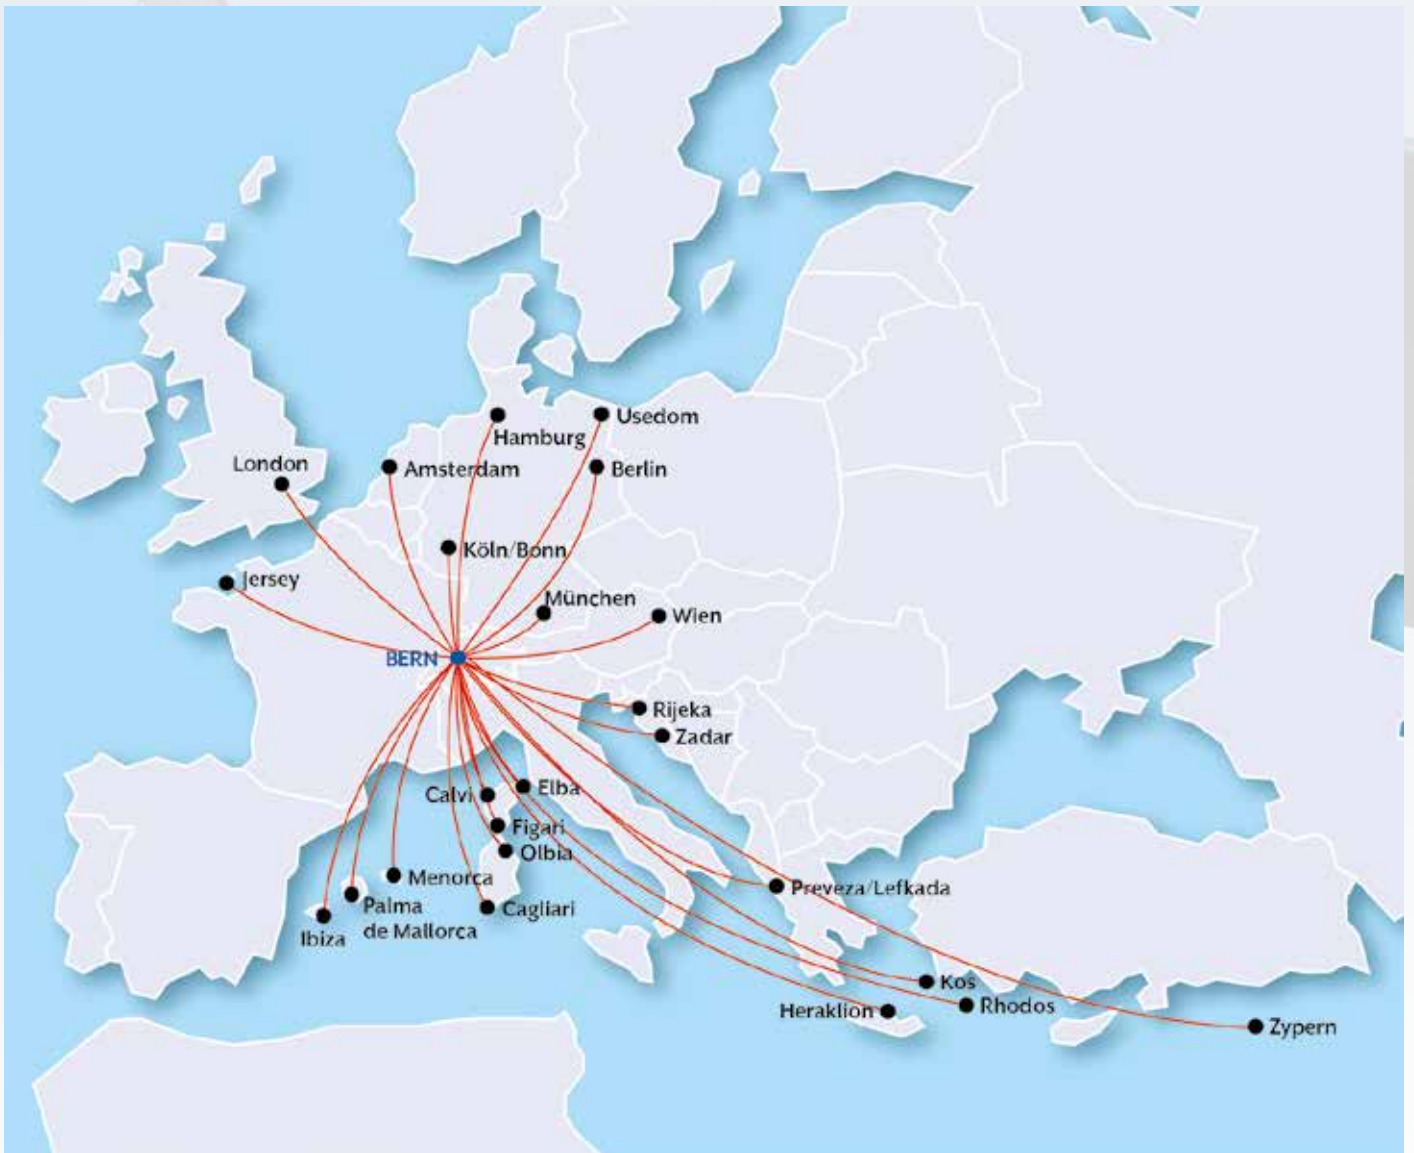 Usedom
Hamburg
London
Amsterdam
Berlin
Köln/Bonn
Jersey
München
Wien
BERN
Rijeka
Zadar
Elba
Calvi
Figari
Olbia
Menorca
Preveza/Lefkada
Palma
de Mallorca
Cagliari
Ibiza
Kos
Rhodos
Heraklion
Zypern